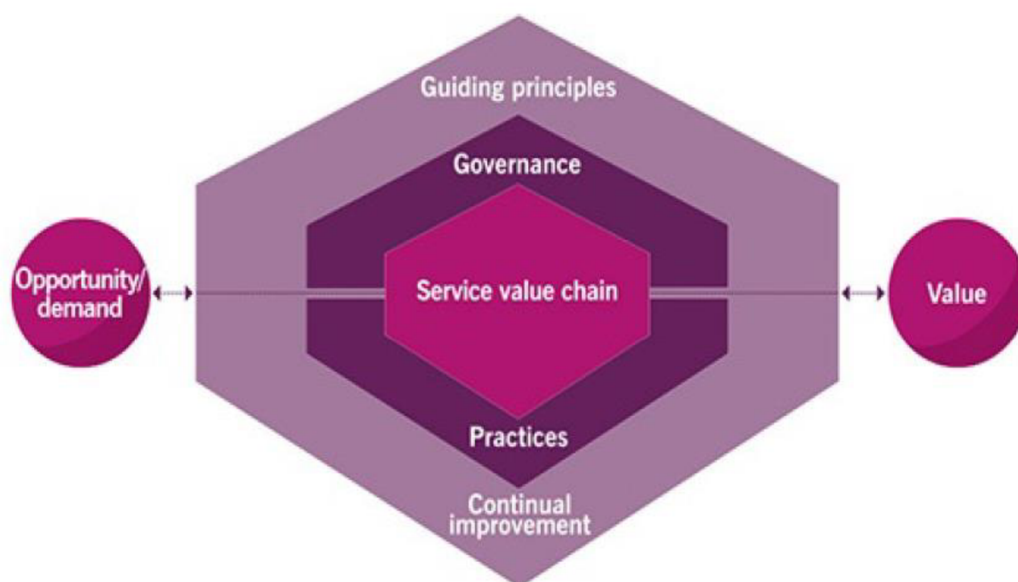 Guiding principles
Governance
Opportunity/
demand
Service value chain
Value
Practices
Continual
improvement